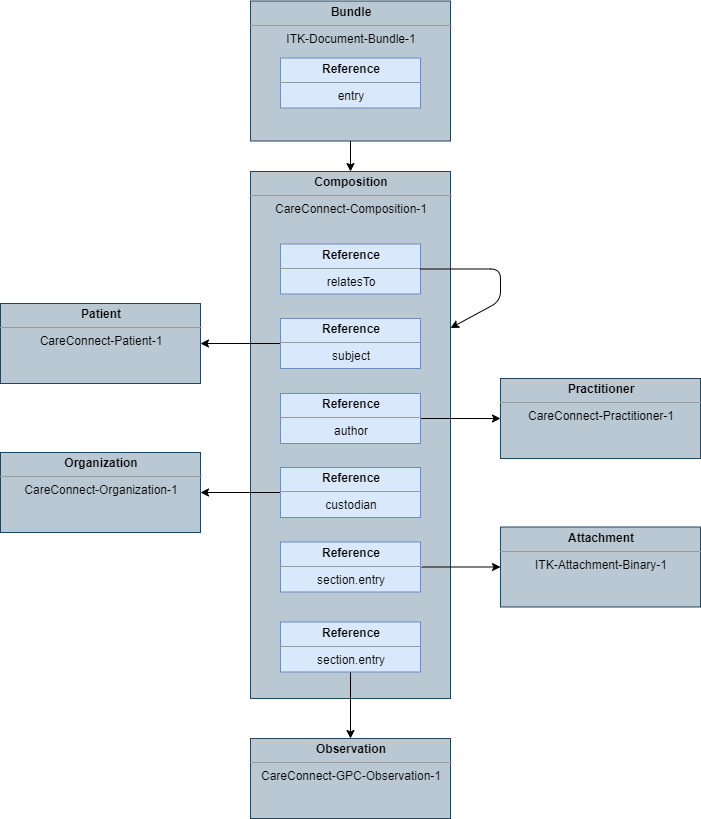 Bundle
ITK-Document-Bundle-1
Reference
entry
Composition
CareConnect-Composition-1
Reference
relatesTo
Patient
CareConnect-Patient-1
Reference
subject
Practitioner
CareConnect-Practitioner-1
Reference
author
Organization
CareConnect-Organization-1
Reference
custodian
Attachment
ITK-Attachment-Binary-1
Reference
section.entry
Reference
section.entry
Observation
CareConnect-GPC-Observation-1